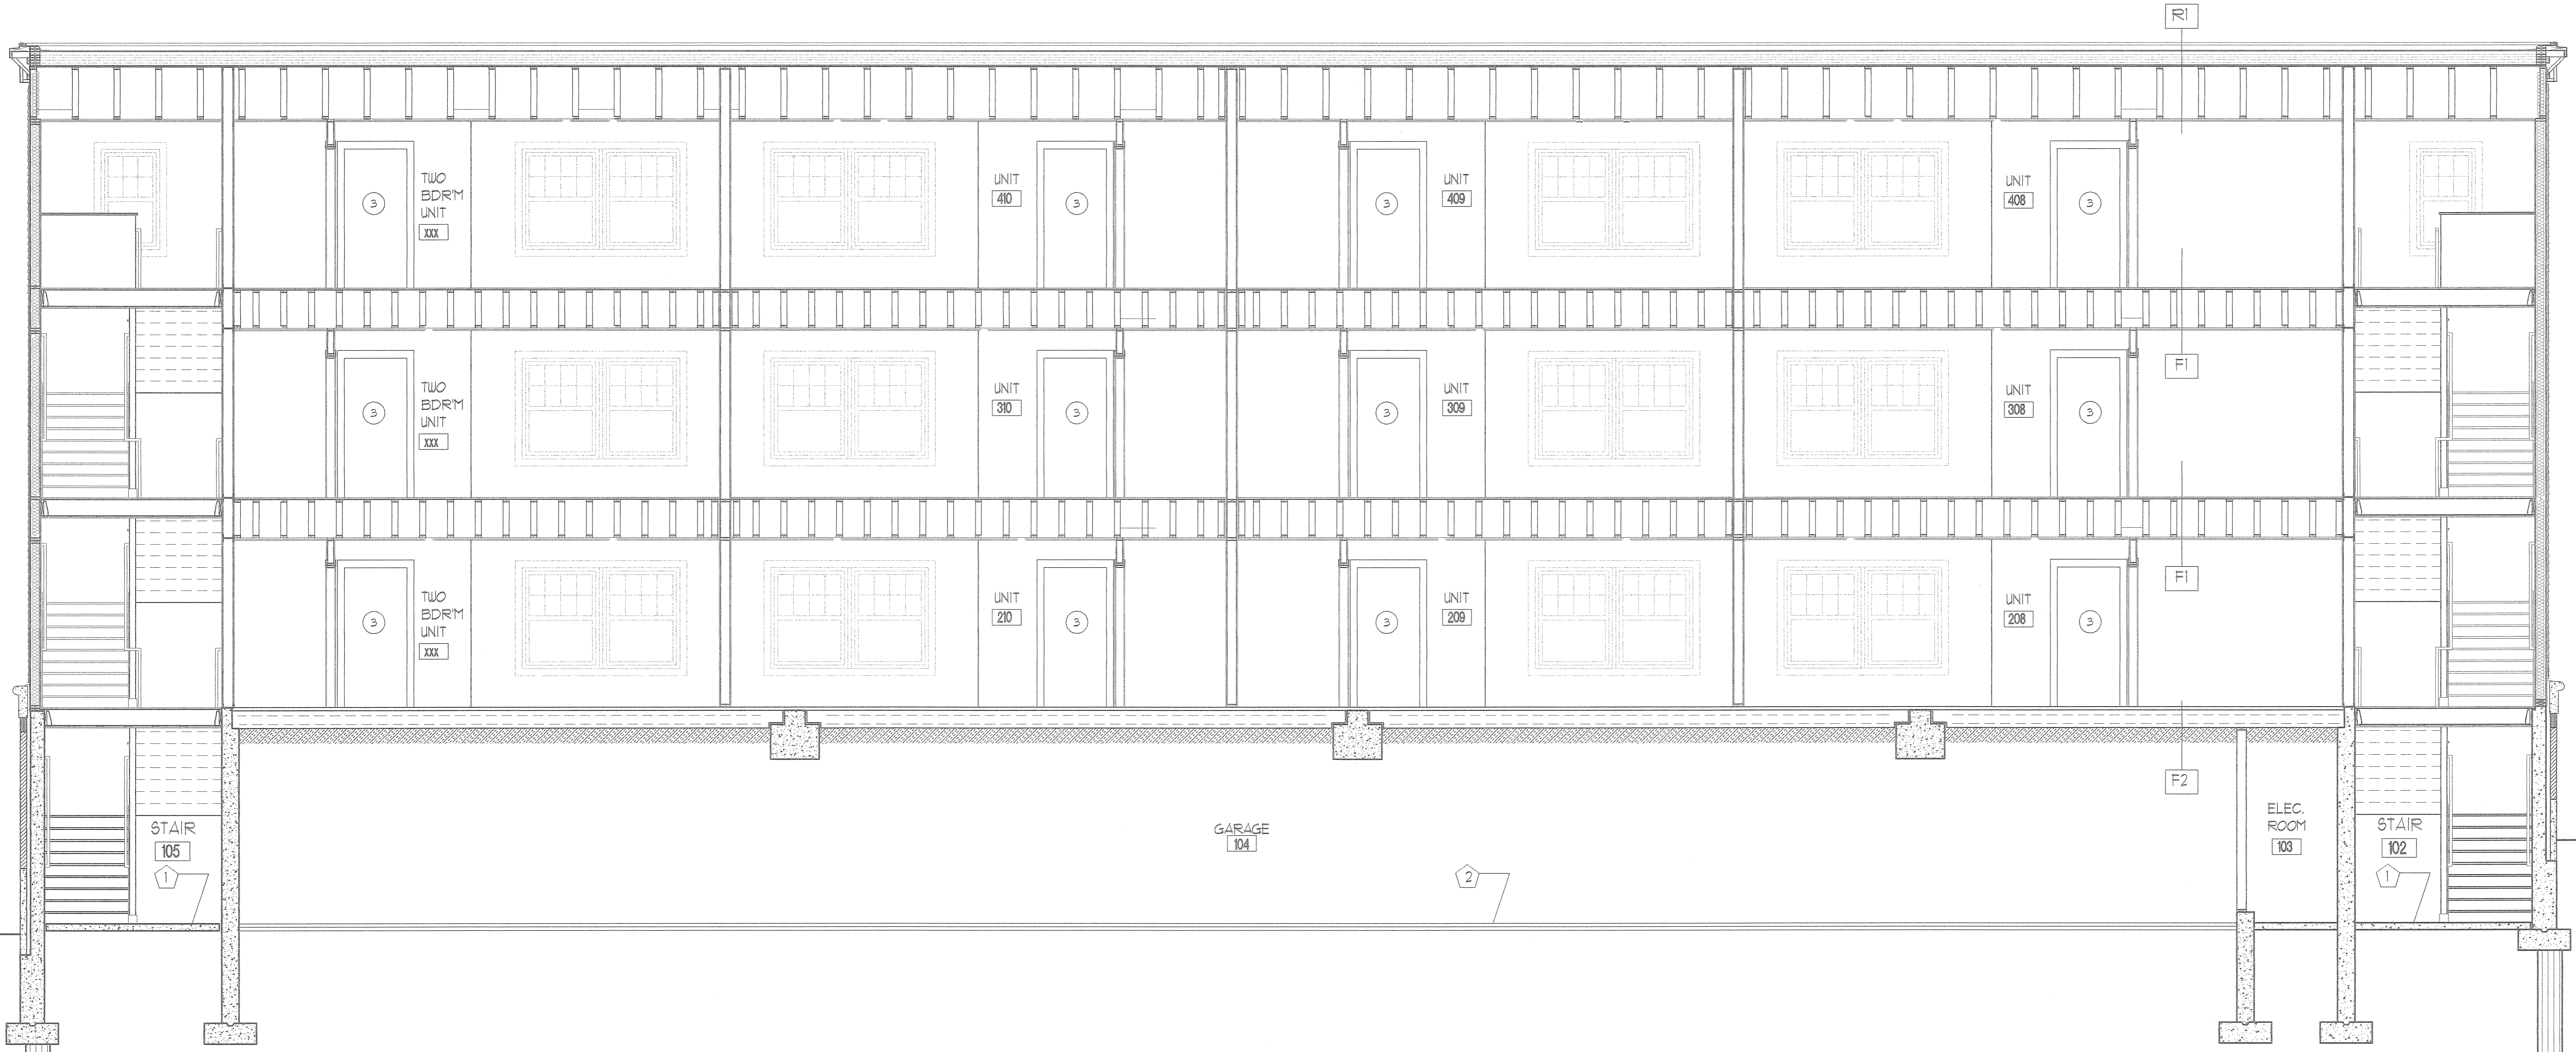 R1
TWO
BDR'M
UNIT
XXX
3
UNIT
410
3
3
UNIT
409
UNIT
408
3
TWO
BDR'M
UNIT
XXX
3
UNIT
310
3
3
UNIT
309
UNIT
308
3
F1
TWO
BDR'M
UNIT
XXX
3
UNIT
210
3
3
UNIT
209
UNIT
208
3
F1
F2
STAIR
105
1
GARAGE
104
2
ELEC.
ROOM
103
STAIR
102
1